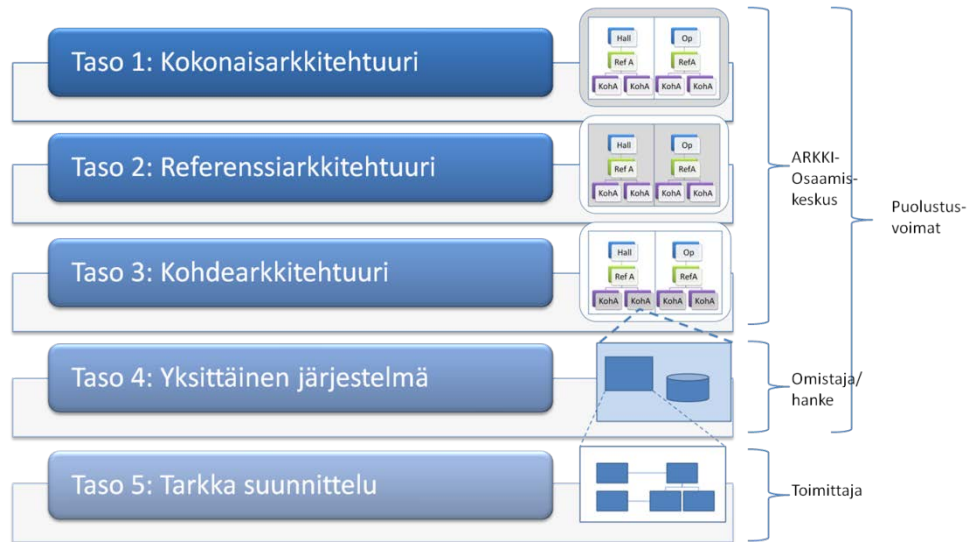 Taso 1: Kokonaisarkkitehtuuri
Hall Op
Ref A RefA
KohA KohA KohA KohA
Taso 2: Referenssiarkkitehtuuri
Hall Op
Ref A RefA
KohA KohA KohA KohA
Taso 3: Kohdearkkitehtuuri
Hall Op
Ref A RefA
KohA KohA KohA KohA
Taso 4: Yksittäinen järjestelmä
Taso 5: Tarkka suunnittelu
ARKKI-
Osaamis-
keskus
Puolustus-
voimat
Omistaja/
hanke
Toimittaja